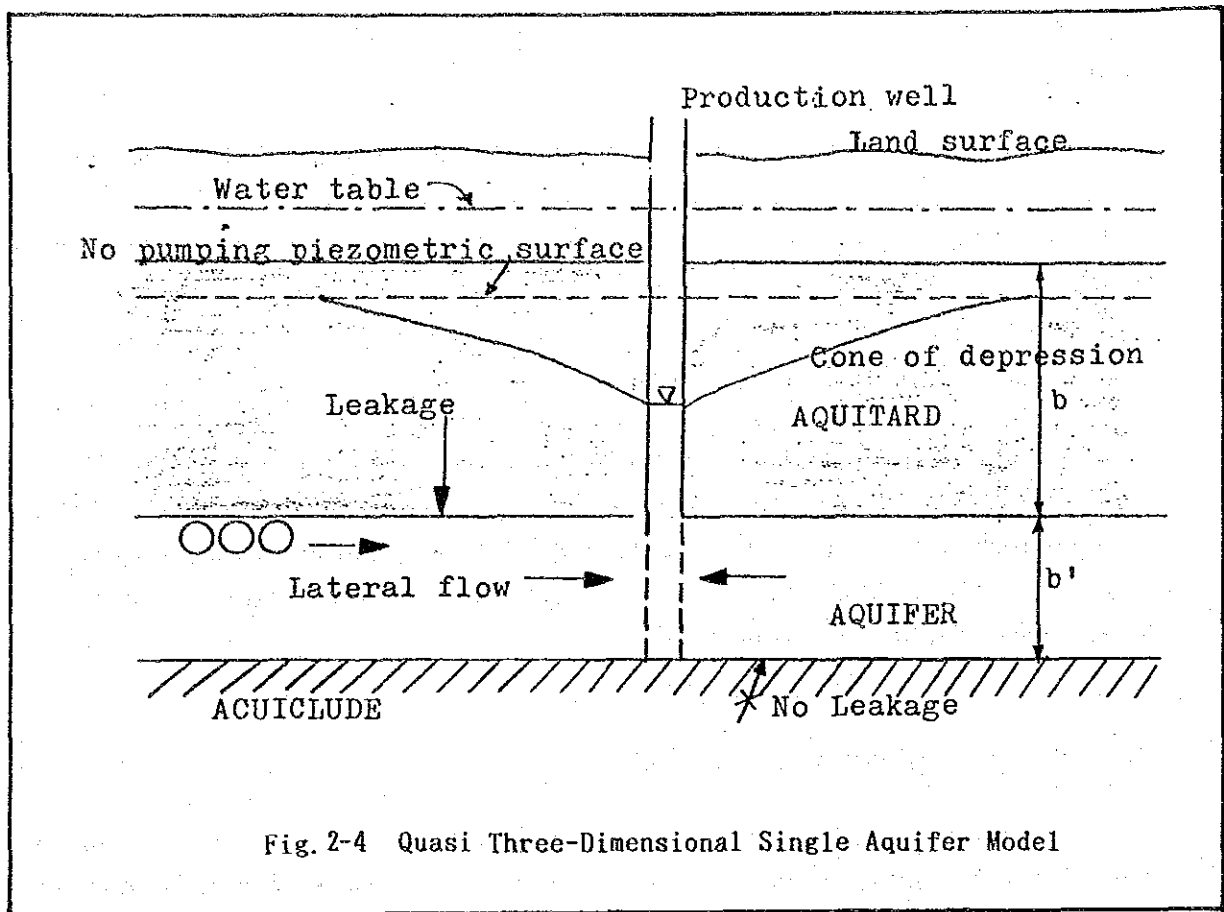 Production well
Land surface
Water table
No pumping piezometric surface
Cone of depression
b
Leakage
AQUITARD
Lateral flow
b'
AQUIFER
ACUICLUDE
No Leakage
Fig. 2-4 Quasi Three-Dimensional Single Aquifer Model